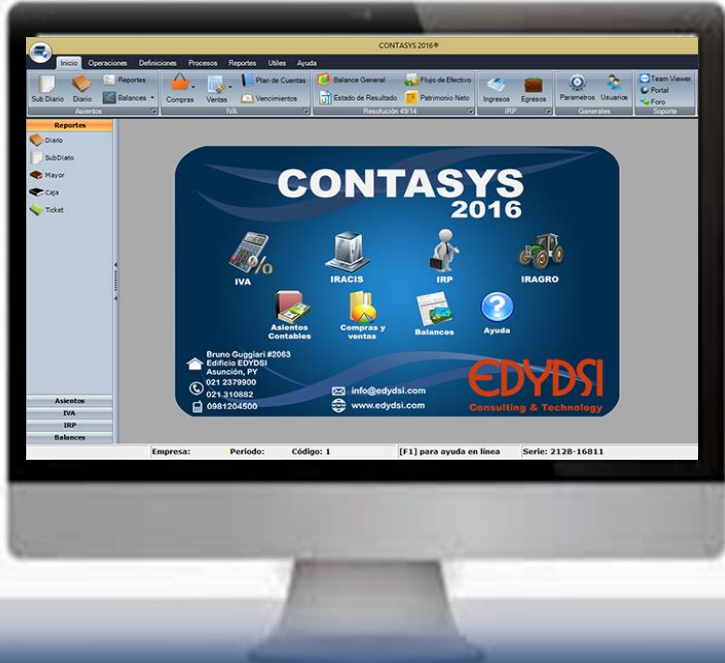 CONTASYS 2016®
Inicio Operaciones Definiciones Procesos Reportes Utiles Ayuda
Sub Diario Diario Reportes Balances
Compras Ventas Plan de Cuentas Vencimientos
Balance General Flujo de Efectivo
Estado de Resultado Patrimonio Neto
Ingresos Egresos
Parametros Usuarios
Team Viewer
Portal
Foro
Asientos IVA Resolución 49/14 IRP Generales Soporte
Reportes
Diario
SubDiario
Mayor
Caja
Ticket
Asientos
IVA
IRP
Balances
CONTASYS
2016
IVA IRACIS IRP IRAGRO
Asientos Contables
Compras y ventas
Balances
Ayuda
Bruno Guggiari #2063
Edificio EDYDSI
Asunción, PY
021 2379900
021 310882
0981204500
info@edydsi.com
www.edydsi.com
EDYDSI
Consulting & Technology
Empresa: Periodo: Código: 1 [F1] para ayuda en línea Serie: 212B-16811